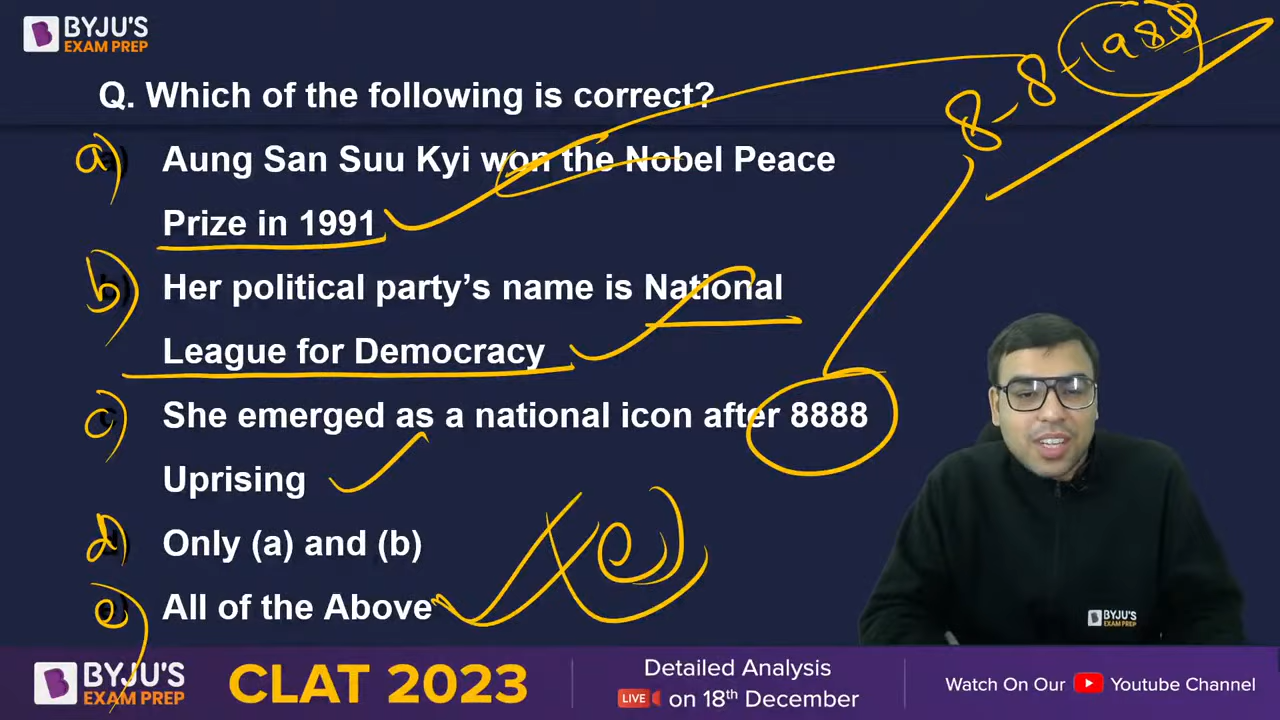 BYJU'S
EXAM PREP
8-8-1988
Q. Which of the following is correct?
a) Aung San Suu Kyi won the Nobel Peace
Prize in 1991
b) Her political party's name is National
League for Democracy
c) She emerged as a national icon after 8888
Uprising
d) Only (a) and (b)
(e)
e) All of the Above
BYJU'S
EXAM PREP
BYJU'S
EXAM PREP
CLAT 2023
Detailed Analysis
LIVE on 18th December
Watch On Our Youtube Channel